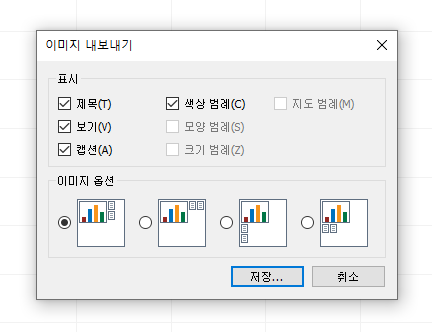 이미지 내보내기
표시
제목(T) 색상 범례(C) 지도 범례(M)
보기(V) 모양 범례(S)
캡션(A) 크기 범례(Z)
이미지 옵션
저장... 취소